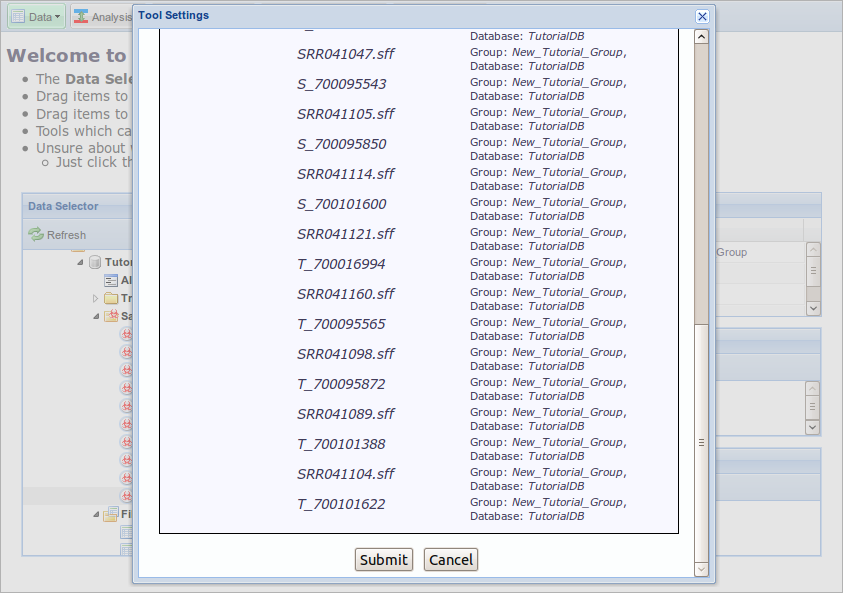 Data
Analysis
Tool Settings
Welcome to
The Data Sele
Drag items to
Drag items to
Tools which ca
Unsure about
Just click th
Data Selector
Refresh
Tutor
Al
Tr
Sa
Fi
Group
Database: TutorialDB
SRR041047.sff Group: New_Tutorial_Group,
Database: TutorialDB
S_700095543 Group: New_Tutorial_Group,
Database: TutorialDB
SRR041105.sff Group: New_Tutorial_Group,
Database: TutorialDB
S_700095850 Group: New_Tutorial_Group,
Database: TutorialDB
SRR041114.sff Group: New_Tutorial_Group,
Database: TutorialDB
S_700101600 Group: New_Tutorial_Group,
Database: TutorialDB
SRR041121.sff Group: New_Tutorial_Group,
Database: TutorialDB
T_700016994 Group: New_Tutorial_Group,
Database: TutorialDB
SRR041160.sff Group: New_Tutorial_Group,
Database: TutorialDB
T_700095565 Group: New_Tutorial_Group,
Database: TutorialDB
SRR041098.sff Group: New_Tutorial_Group,
Database: TutorialDB
T_700095872 Group: New_Tutorial_Group,
Database: TutorialDB
SRR041089.sff Group: New_Tutorial_Group,
Database: TutorialDB
T_700101388 Group: New_Tutorial_Group,
Database: TutorialDB
SRR041104.sff Group: New_Tutorial_Group,
Database: TutorialDB
T_700101622 Group: New_Tutorial_Group,
Database: TutorialDB
Submit Cancel